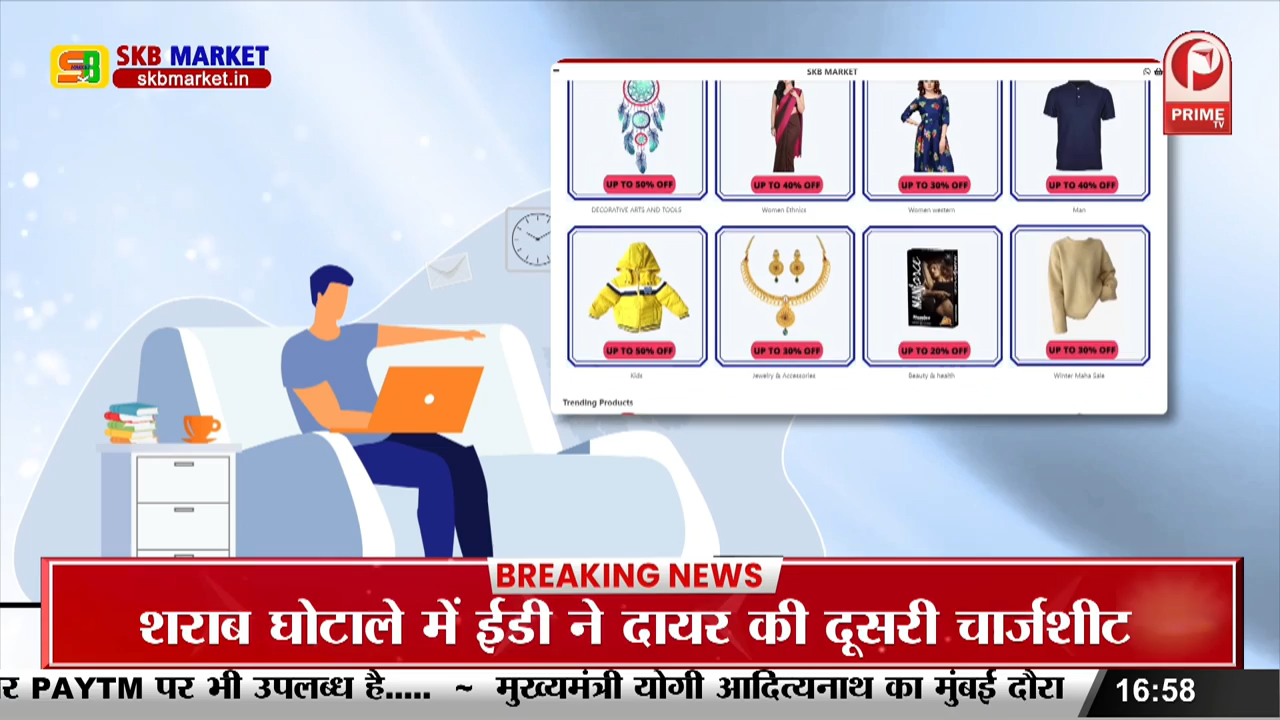 SKB MARKET
skbmarket.in
SKB MARKET
PRIME
TV
UP TO 50% OFF
UP TO 40% OFF
UP TO 30% OFF
UP TO 40% OFF
DECORATIVE ARTS AND TOOLS
Women Ethnics
Women western
Man
MANFORCE
UP TO 50% OFF
UP TO 30% OFF
UP TO 20% OFF
UP TO 30% OFF
Kids
Jewelry & Accessories
Beauty & health
Winter Maha Sale
Trending Products
BREAKING NEWS
शराब घोटाले में ईडी ने दायर की दूसरी चार्जशीट
र PAYTM पर भी उपलब्ध है..... ~ मुख्यमंत्री योगी आदित्यनाथ का मुंबई दौरा
16:58